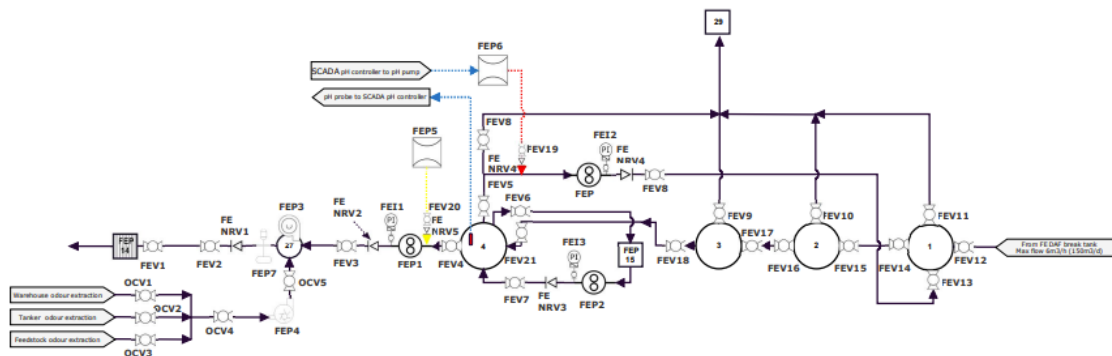 29
FEP6
SCADA pH controller to pH pump
pH probe to SCADA pH controller
FEV8
FEI2
PI
FEP5
FEV19
FE
NRV4
FE
NRV4
FEV8
FEP
FEV5
FEV6
FE
NRV2
FEI1
PI
FEV20
FE
NRV5
FEP3
FE
NRV1
27
4
FEI3
PI
FEP
15
FEV9
FEV10
FEV11
3
2
1
FEV17
FEV12
From FE DAF break tank
Max flow 6m3/h (150m3/d)
FEP
14
FEV1
FEV2
FEP7
FEV3
FEP1
FEV4
FEV21
FEV18
FEV16
FEV15
FEV14
FEV13
OCV5
FEV7
FE
NRV3
FEP2
OCV1
Warehouse odour extraction
OCV2
Tanker odour extraction
OCV4
FEP4
Feedstock odour extraction
OCV3